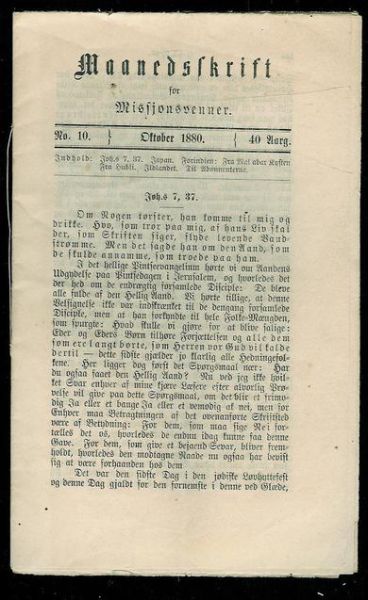 Maanedsskrift
for
Missjonsvenner.
No. 10. Oktober 1880. 40 Aarg.
Indhold: Joh.s 7, 37. Japan. Forindien: Fra Malabar Kysten
Fra Hubli. Ildlandet. Til Abonnenterne.
Joh.s 7, 37.
Om Nogen tørster, han komme til mig og
drikke. Hvo, som tror paa mig, af hans Liv skal
der, som Skriften siger, flyde levende Vand-
strømme. Men det sagde han om den Aand, som
de skulde annamme, som troede paa ham.
I det hellige Pintseevangelium hørte vi om Aandens
Udgydelse paa Pintsedagen i Jerusalem, og hvorledes det
der hed om de endrægtig forsamlede Disciple: De bleve
alle fulde af den Hellig Aand. Vi hørte tillige, at denne
Velsignelse ikke var indskrænket til de dengang forsamlede
Disciple, men at han forkyndte til hele Folke-Mængden,
som spurgte: Hvad skulle vi gjøre for at blive salige:
Eder og Eders Børn tilhøre Forjættelsen og alle dem
som ere langt borte, som Herren vor Gud vil kalde
dertil — dette sidste gjælder jo klarlig alle Hedningefol-
kene. Her ligger dog først det Spørgsmaal nær: Har
du ogsaa faaet den Hellig Aand? Nu ved jeg ikke hvil-
ket Svar enhver af mine kjære Læsere efter alvorlig Prø-
velse vil give paa dette Spørgsmaal, om det blir et frimo-
dig Ja eller et bange Ja eller et vemodig af nei, men for
Enhver maa Betragtningen af det ovenanførte Skriftsted
være af Betydning: For dem, som maa sige Nei for-
tælles det os, hvorledes de endnu idag kunne faa denne
Gave. For dem, som give et bejaend Svar, bliver frem-
holdt, hvorledes den modtagne Naade nu ogsaa har bevist
sig at være forhaanden hos dem
Det var den sidste Dag i den jødiske Løvhyttefest
og denne Dag gjaldt for den fornemste i denne ved Glæde,